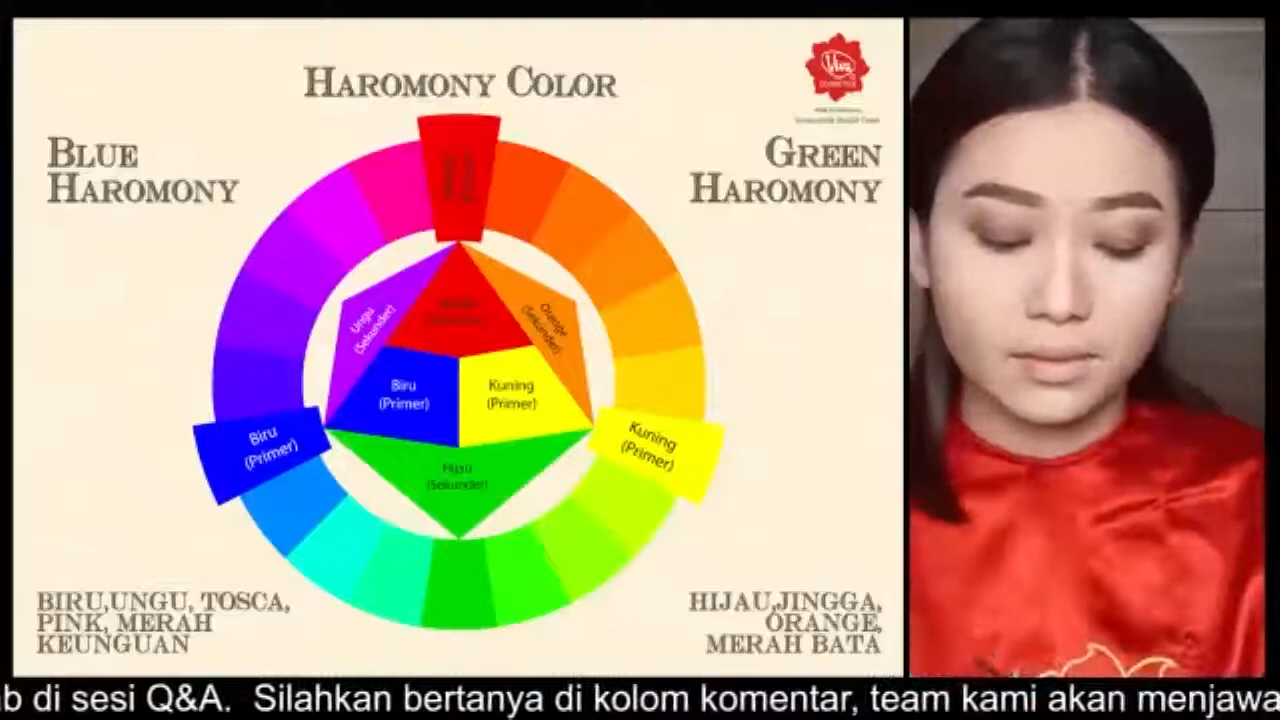 HAROMONY COLOR
Viva
BLUE
HAROMONY
GREEN
HAROMONY
Ungu
(Sekunder)
Orange
(Sekunder)
Biru
(Primer)
Kuning
(Primer)
Biru
(Primer)
Kuning
(Primer)
Hijau
(Sekunder)
BIRU,UNGU, TOSCA,
PINK, MERAH
KEUNGUAN
HIJAU,JINGGA,
ORANGE,
MERAH BATA
ab di sesi Q&A. Silahkan bertanya di kolom komentar, team kami akan menjawa